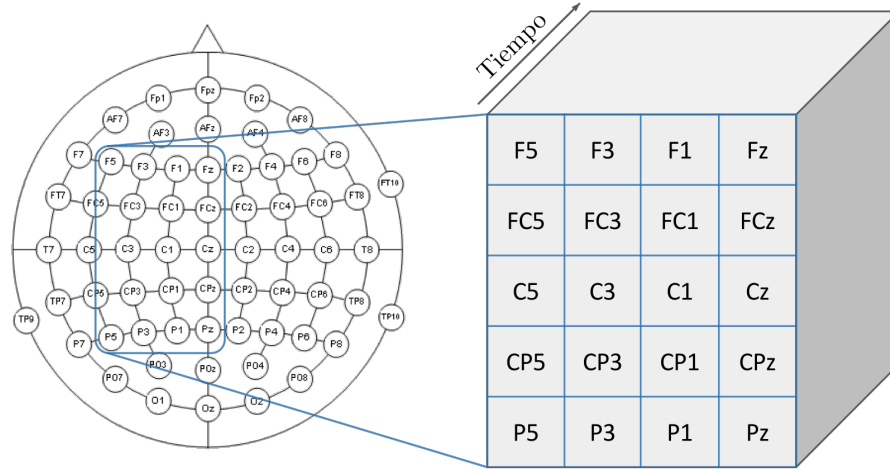 Tiempo
Fp1 Fpz Fp2
AF7 AF3 AFz AF4 AF8
F7 F5 F3 F1 Fz F2 F4 F6 F8
FT10
FT7 FC5 FC3 FC1 FCz FC2 FC4 FC6 FT8
T7 C5 C3 C1 Cz C2 C4 C6 T8
TP7 CP5 CP3 CP1 CPz CP2 CP4 CP6 TP8
TP9 TP10
P7 P5 P3 P1 Pz P2 P4 P6 P8
PO3 POz PO4
PO7 PO8
O1 Oz O2
F5 F3 F1 Fz
FC5 FC3 FC1 FCz
C5 C3 C1 Cz
CP5 CP3 CP1 CPz
P5 P3 P1 Pz